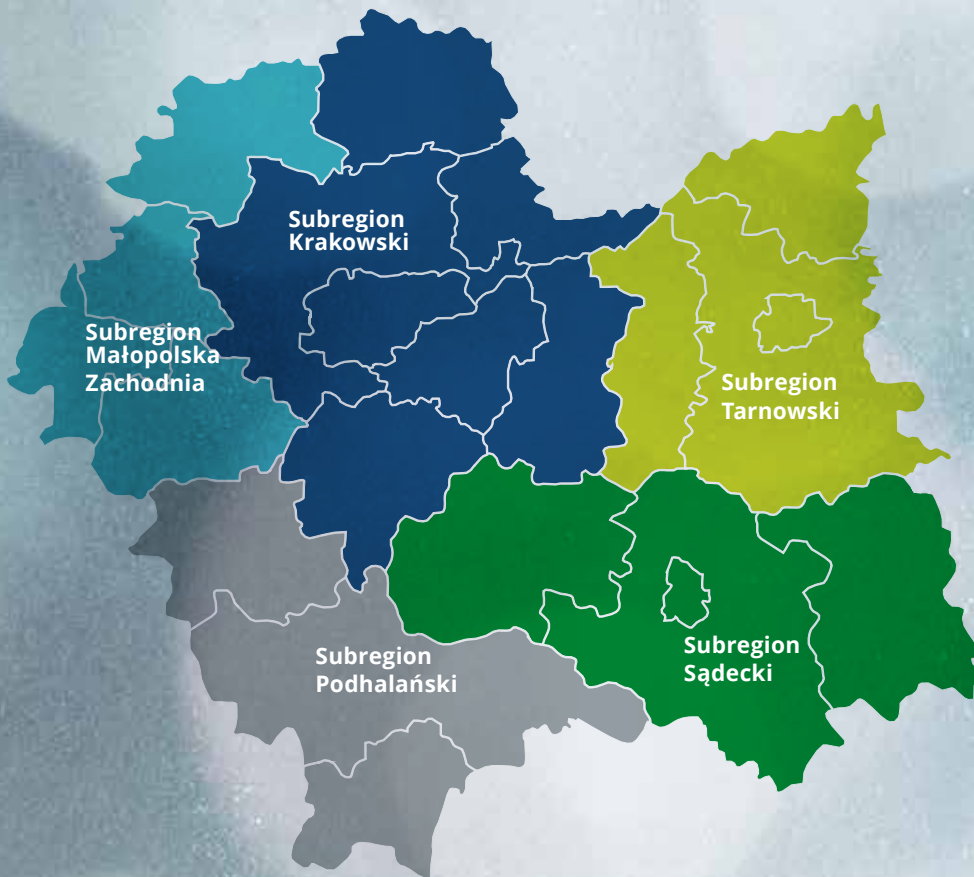 Subregion
Krakowski
Subregion
Małopolska
Zachodnia
Subregion
Tarnowski
Subregion
Podhalański
Subregion
Sądecki